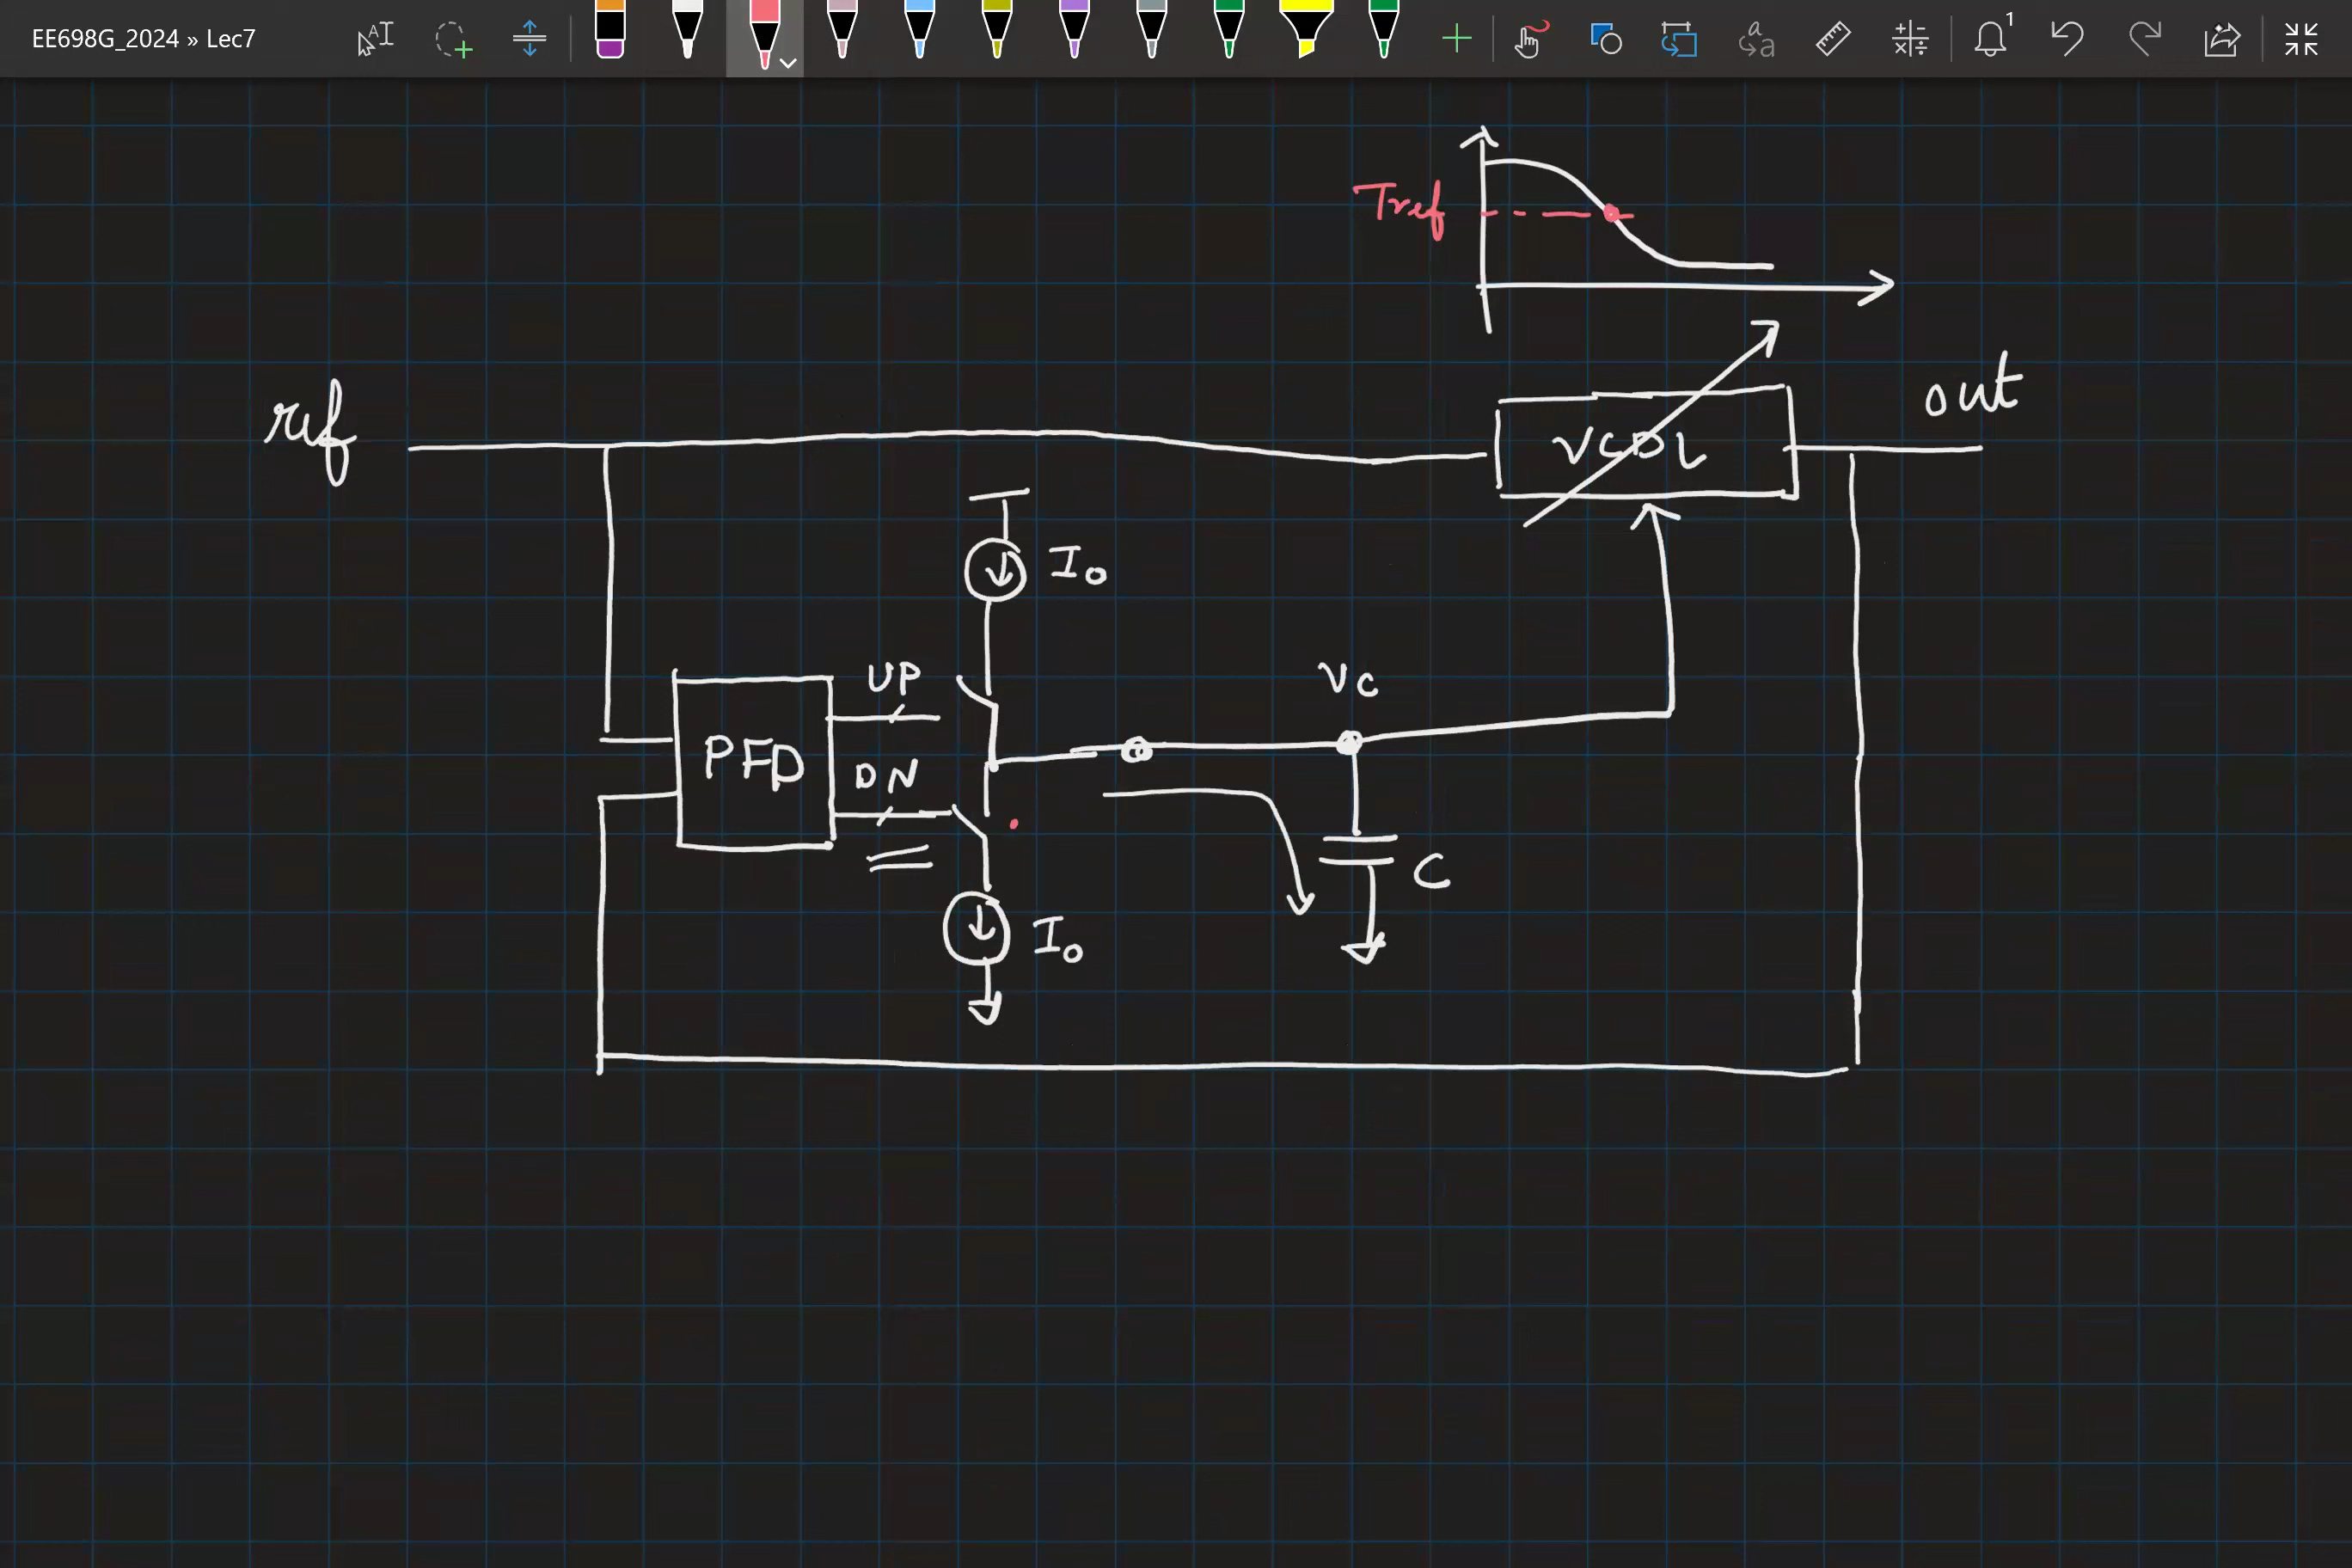 EE698G_2024 » Lec7
Tref
ref
out
VCDL
I₀
UP
VC
PFD
DN
C
I₀